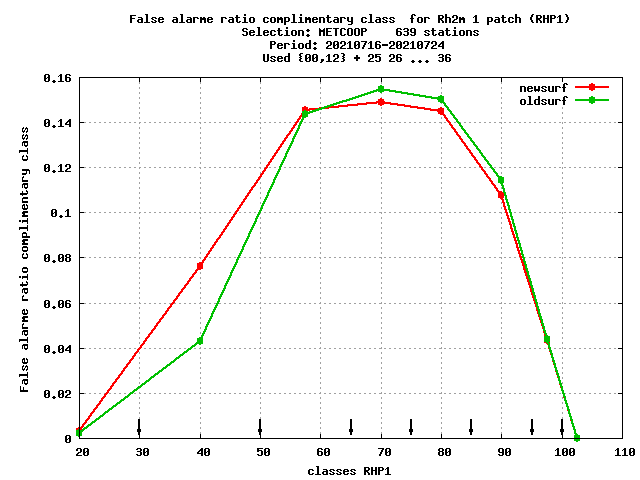 False alarme ratio complimentary class  for Rh2m 1 patch (RHP1)
Selection: METCOOP    639 stations
Period: 20210716-20210724
Used {00,12} + 25 26 ... 36
newsurf
oldsurf
False alarme ratio complimentary class
0.16
0.14
0.12
0.1
0.08
0.06
0.04
0.02
0
20 30 40 50 60 70 80 90 100 110
classes RHP1